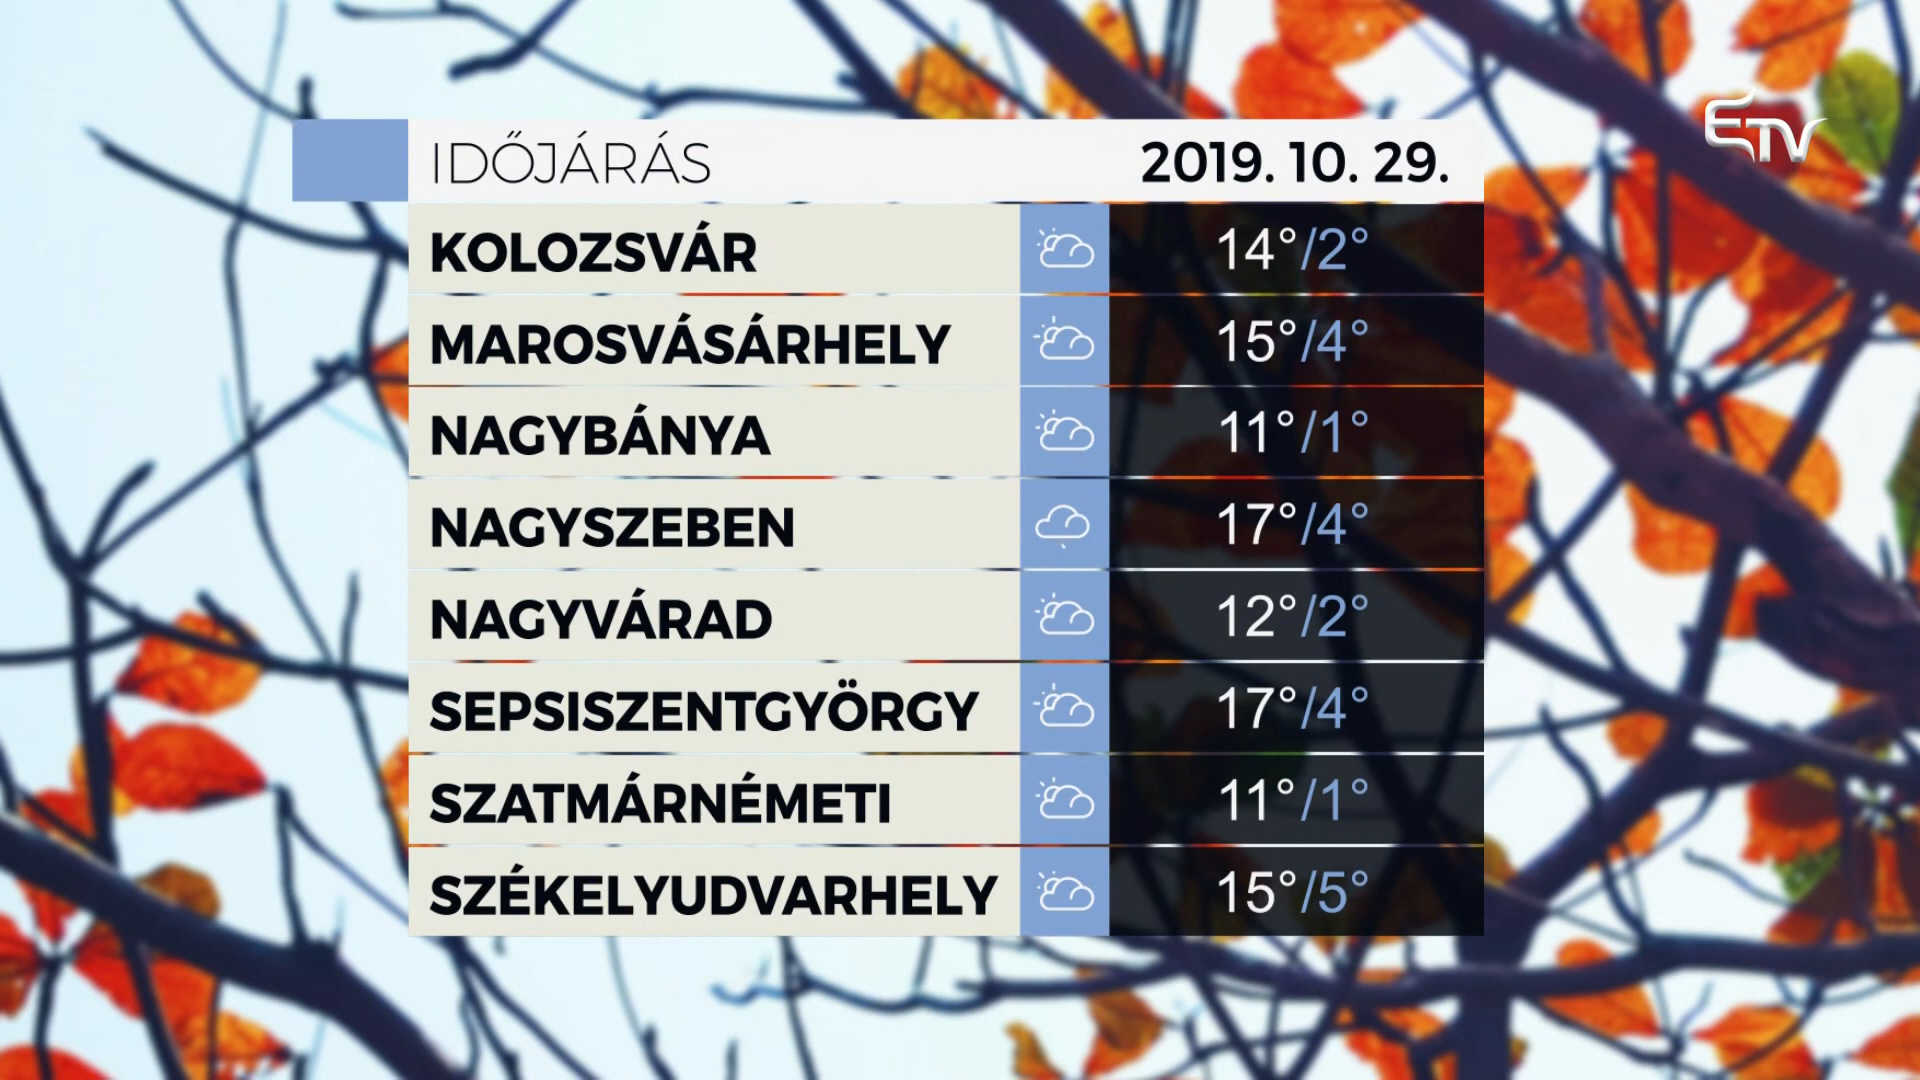 ETV
IDŐJÁRÁS 2019. 10. 29.
KOLOZSVÁR 14°/2°
MAROSVÁSÁRHELY 15°/4°
NAGYBÁNYA 11°/1°
NAGYSZEBEN 17°/4°
NAGYVÁRAD 12°/2°
SEPSISZENTGYÖRGY 17°/4°
SZATMÁRNÉMETI 11°/1°
SZÉKELYUDVARHELY 15°/5°